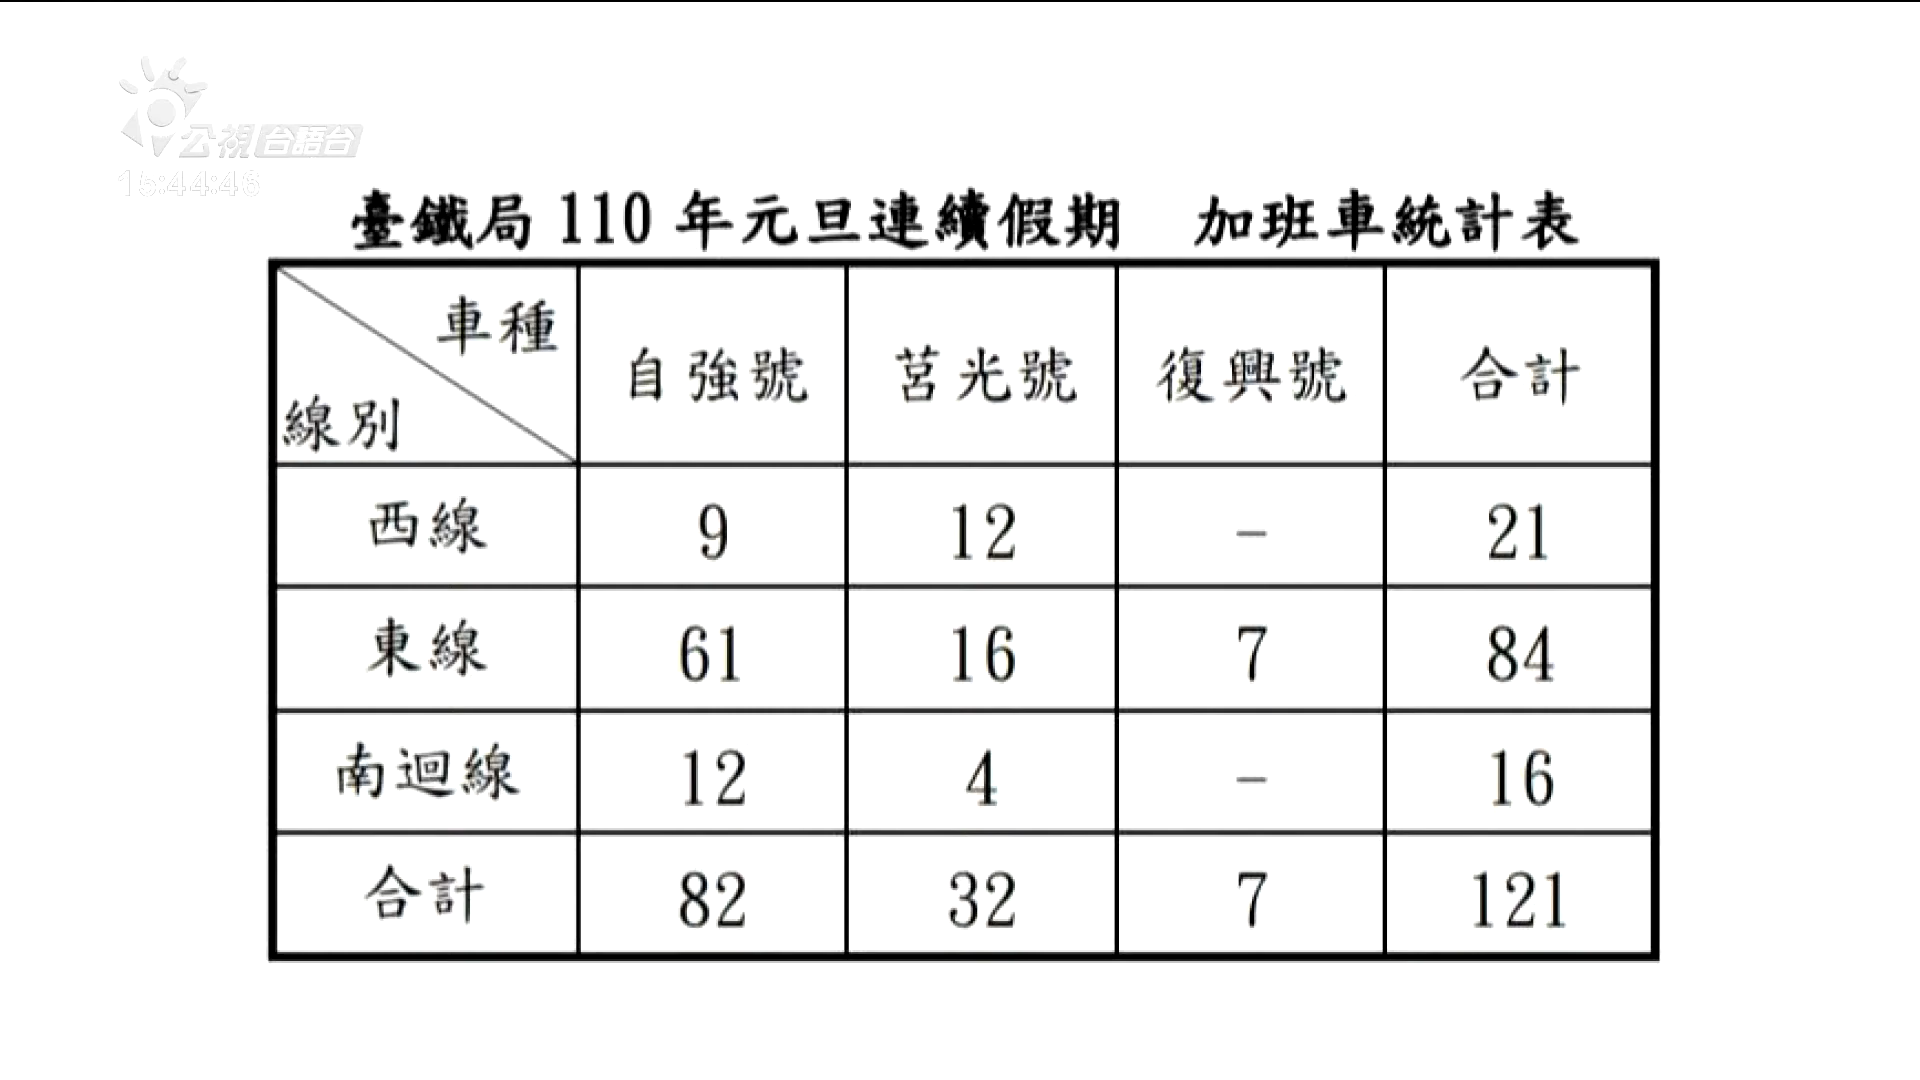 公視台語台
15:44:46
臺鐵局110年元旦連續假期 加班車統計表
車種 線別 自強號 莒光號 復興號 合計
西線 9 12 - 21
東線 61 16 7 84
南迴線 12 4 - 16
合計 82 32 7 121